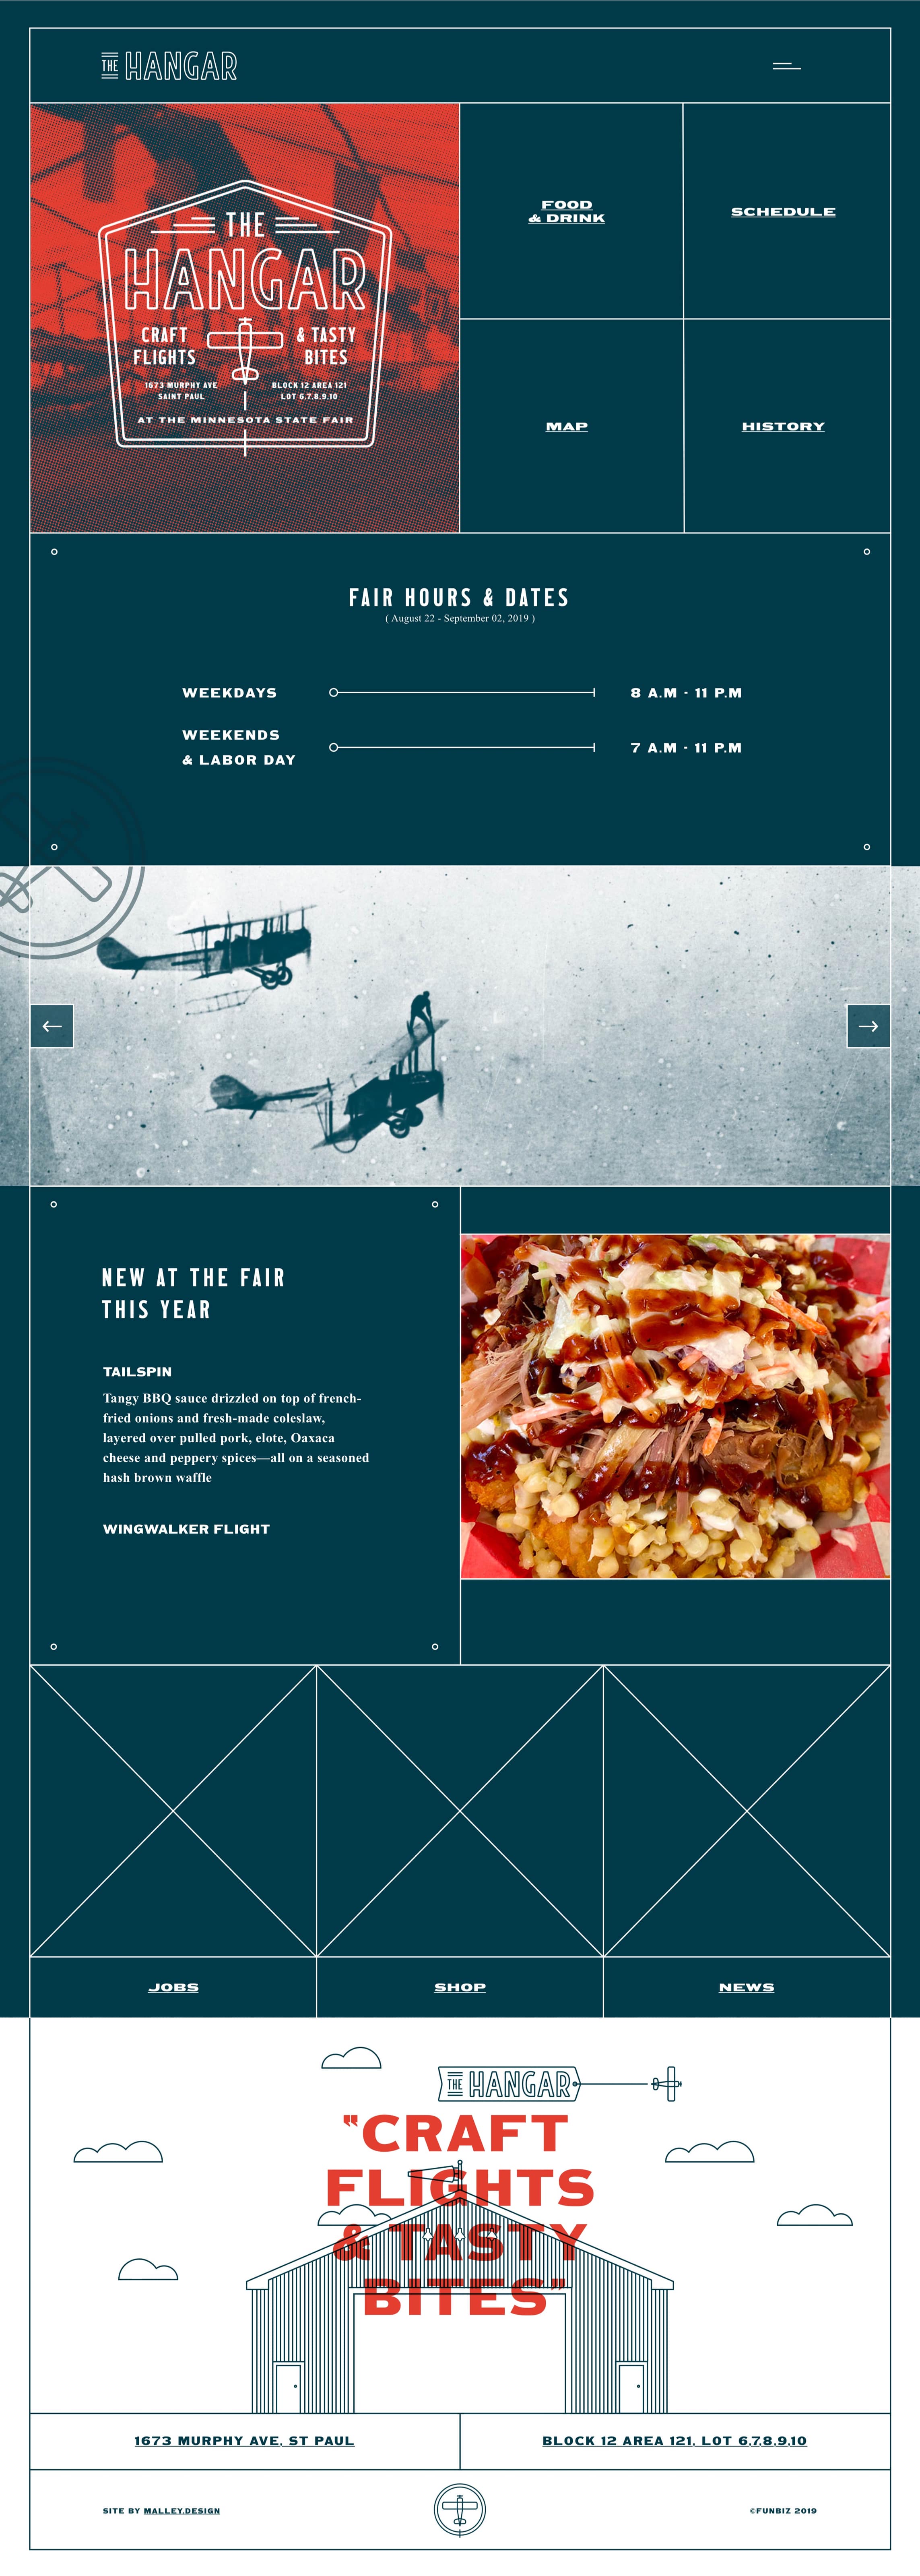 THE HANGAR
THE
HANGAR
CRAFT
FLIGHTS
& TASTY
BITES
1673 MURPHY AVE
SAINT PAUL
BLOCK 12 AREA 121
LOT 6.7.8.9.10
AT THE MINNESOTA STATE FAIR
FOOD
& DRINK
SCHEDULE
MAP
HISTORY
FAIR HOURS & DATES
( August 22 - September 02, 2019 )
WEEKDAYS
8 A.M - 11 P.M
WEEKENDS
& LABOR DAY
7 A.M - 11 P.M
NEW AT THE FAIR
THIS YEAR
TAILSPIN
Tangy BBQ sauce drizzled on top of french-
fried onions and fresh-made coleslaw,
layered over pulled pork, elote, Oaxaca
cheese and peppery spices—all on a seasoned
hash brown waffle
WINGWALKER FLIGHT
JOBS
SHOP
NEWS
THE HANGAR
“CRAFT
FLIGHTS
& TASTY
BITES”
1673 MURPHY AVE, ST PAUL
BLOCK 12 AREA 121, LOT 6.7.8.9.10
SITE BY MALLEY.DESIGN
©FUNBIZ 2019